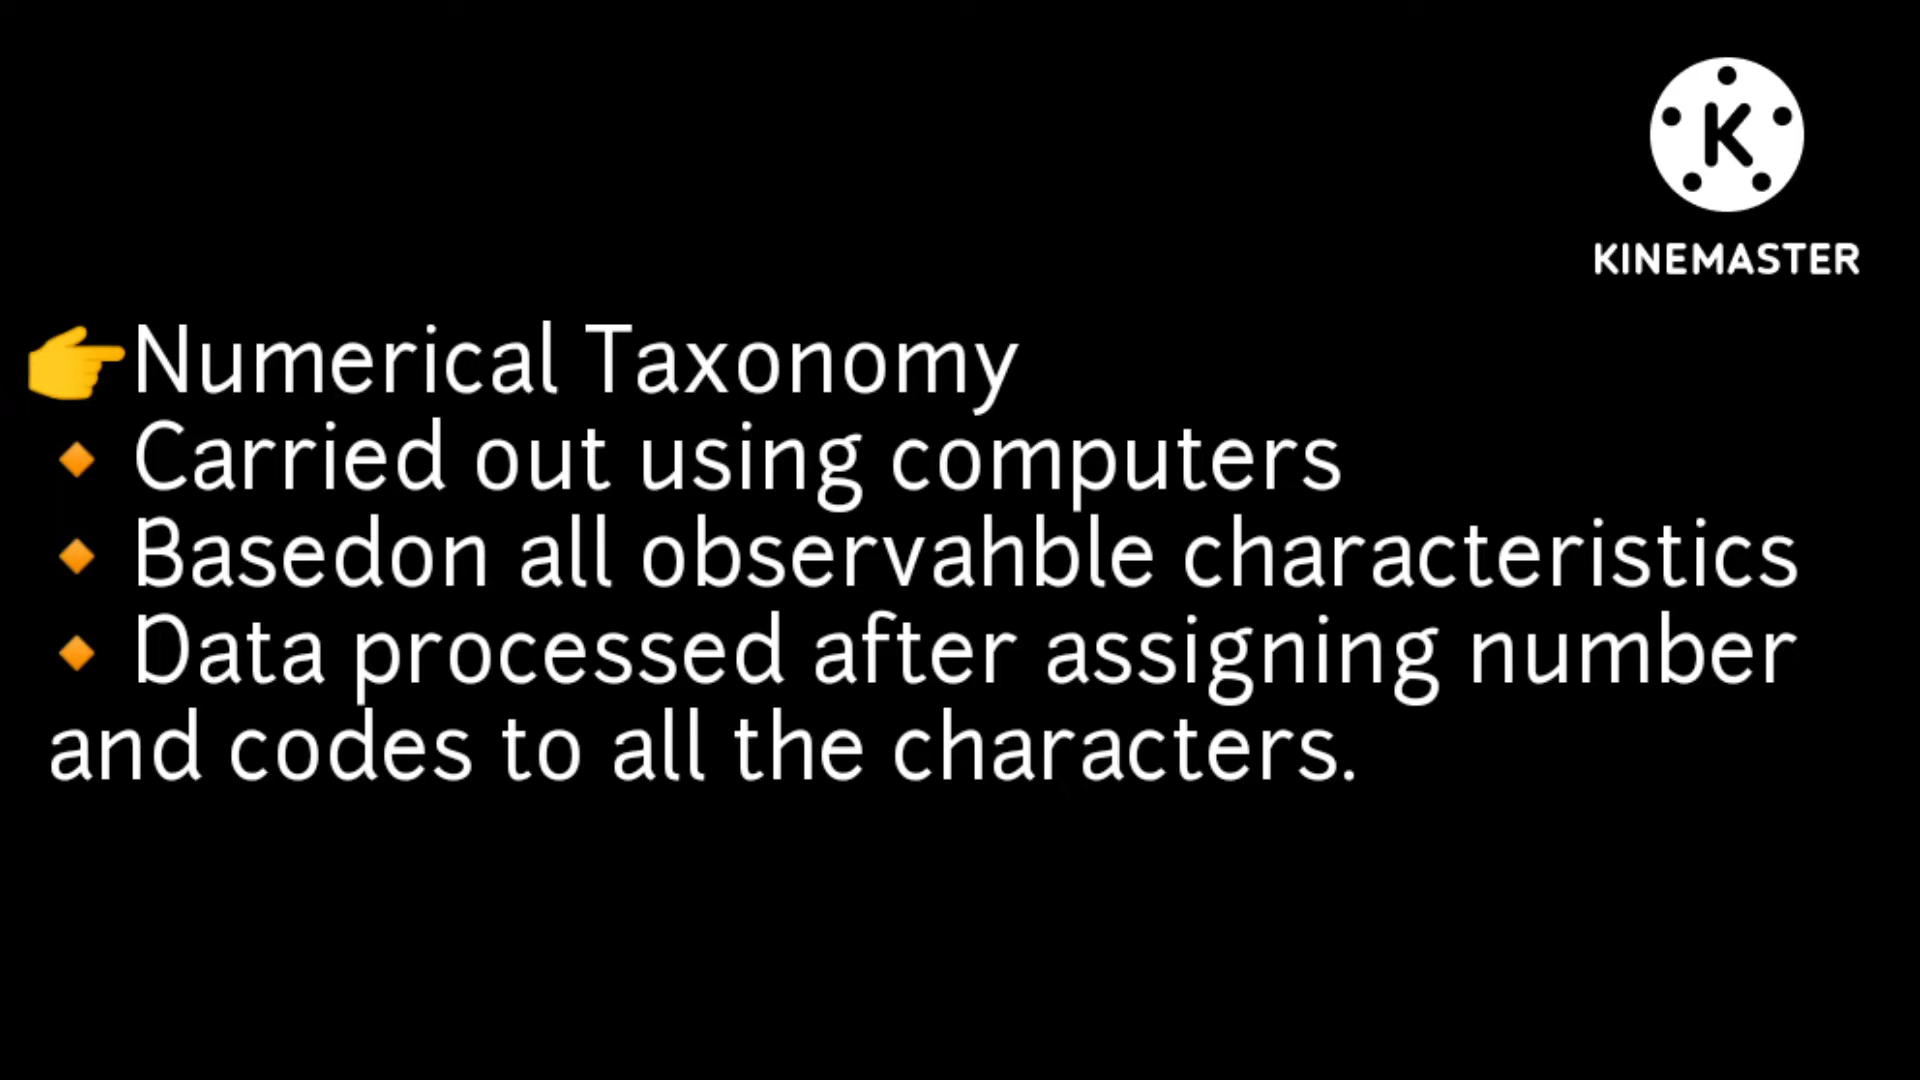 K
KINEMASTER
👉Numerical Taxonomy
🔸 Carried out using computers
🔸 Basedon all observahble characteristics
🔸 Data processed after assigning number
and codes to all the characters.